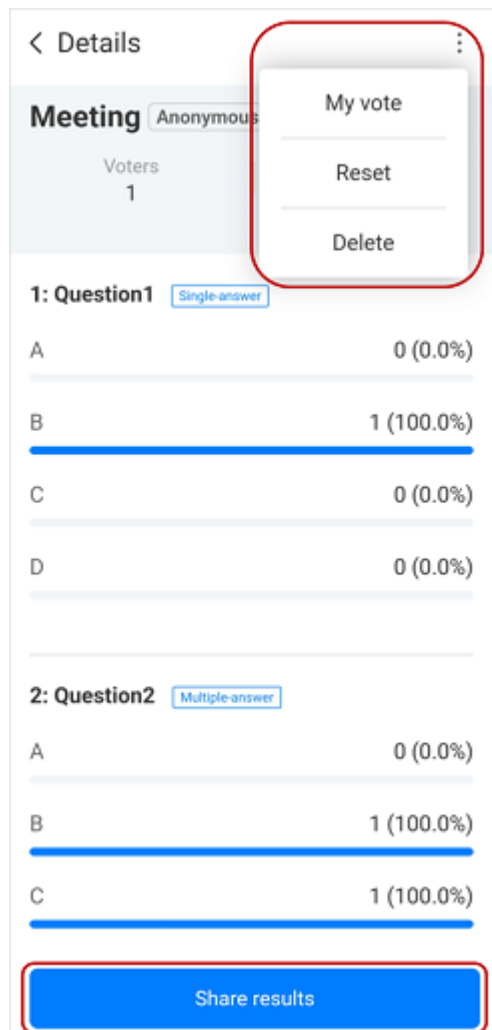 Details
My vote
Meeting Anonymous
Voters
1
Reset
Delete
1: Question1 Single-answer
A 0 (0.0%)
B 1 (100.0%)
C 0 (0.0%)
D 0 (0.0%)
2: Question2 Multiple-answer
A 0 (0.0%)
B 1 (100.0%)
C 1 (100.0%)
Share results